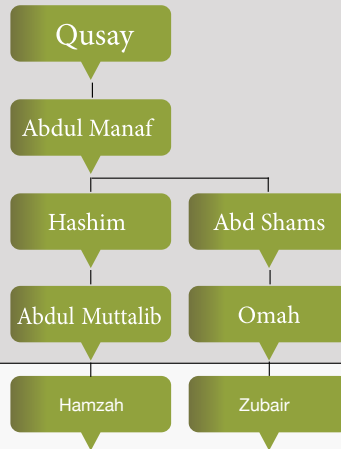 Qusay
Abdul Manaf
Hashim
Abd Shams
Abdul Muttalib
Omah
Hamzah
Zubair